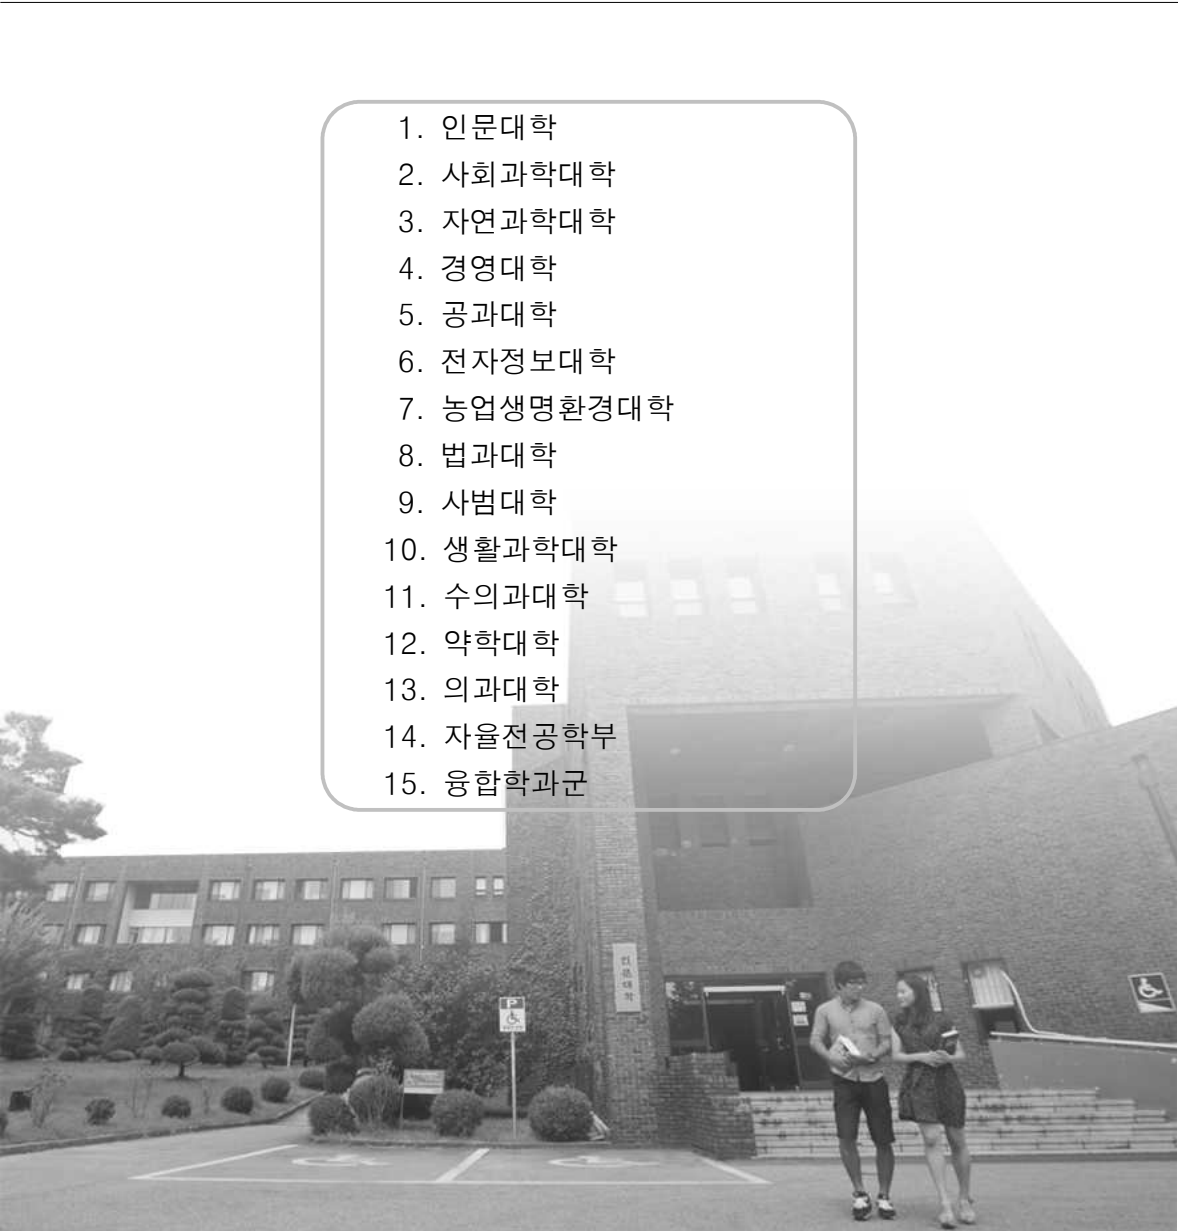 1. 인문대학
2. 사회과학대학
3. 자연과학대학
4. 경영대학
5. 공과대학
6. 전자정보대학
7. 농업생명환경대학
8. 법과대학
9. 사범대학
10. 생활과학대학
11. 수의과대학
12. 약학대학
13. 의과대학
14. 자율전공학부
15. 융합학과군
인문대학
P